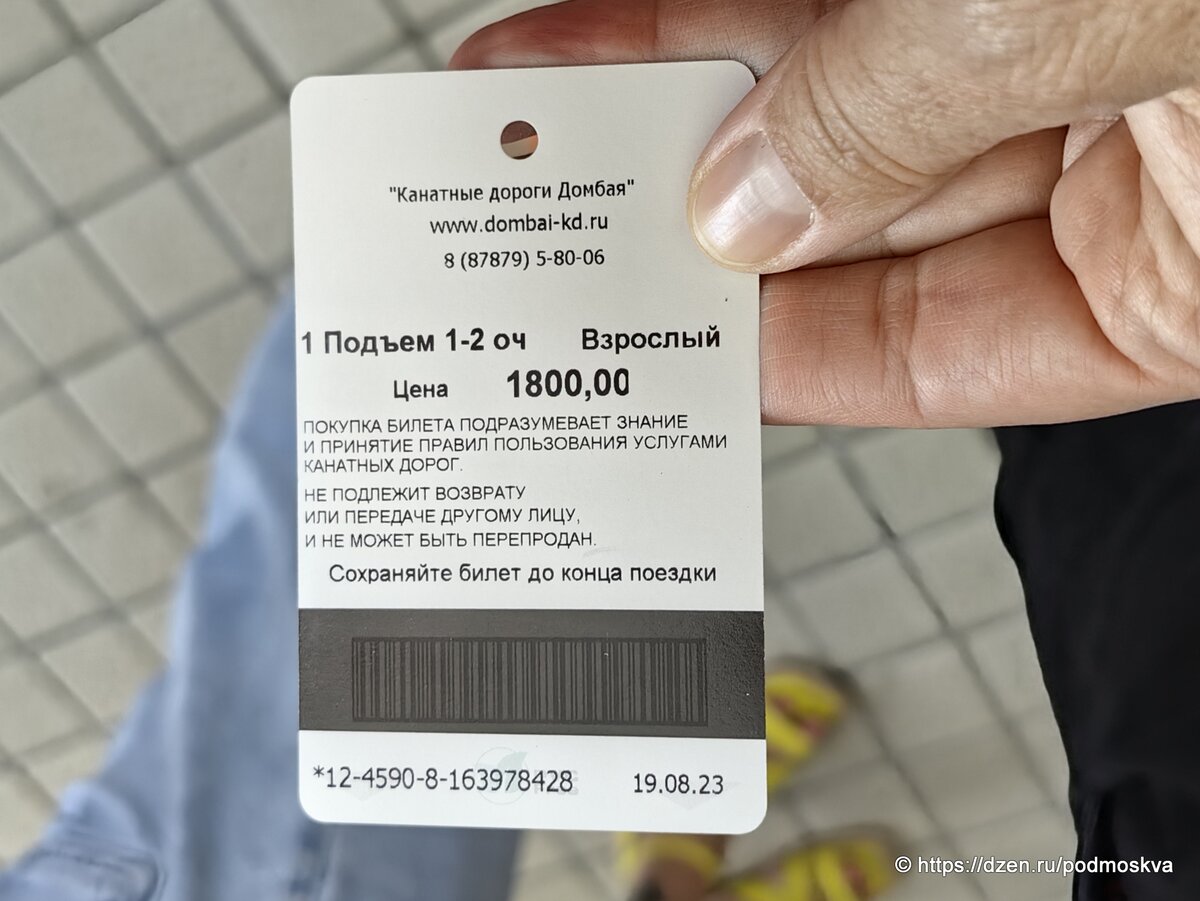 "Канатные дороги Домбая"
www.dombai-kd.ru
8 (87879) 5-80-06
1 Подъем 1-2 оч Взрослый
Цена 1800,00
ПОКУПКА БИЛЕТА ПОДРАЗУМЕВАЕТ ЗНАНИЕ
И ПРИНЯТИЕ ПРАВИЛ ПОЛЬЗОВАНИЯ УСЛУГАМИ
КАНАТНЫХ ДОРОГ.
НЕ ПОДЛЕЖИТ ВОЗВРАТУ
ИЛИ ПЕРЕДАЧЕ ДРУГОМУ ЛИЦУ,
И НЕ МОЖЕТ БЫТЬ ПЕРЕПРОДАН.
Сохраняйте билет до конца поездки
*12-4590-8-163978428 19.08.23
© https://dzen.ru/podmoskva